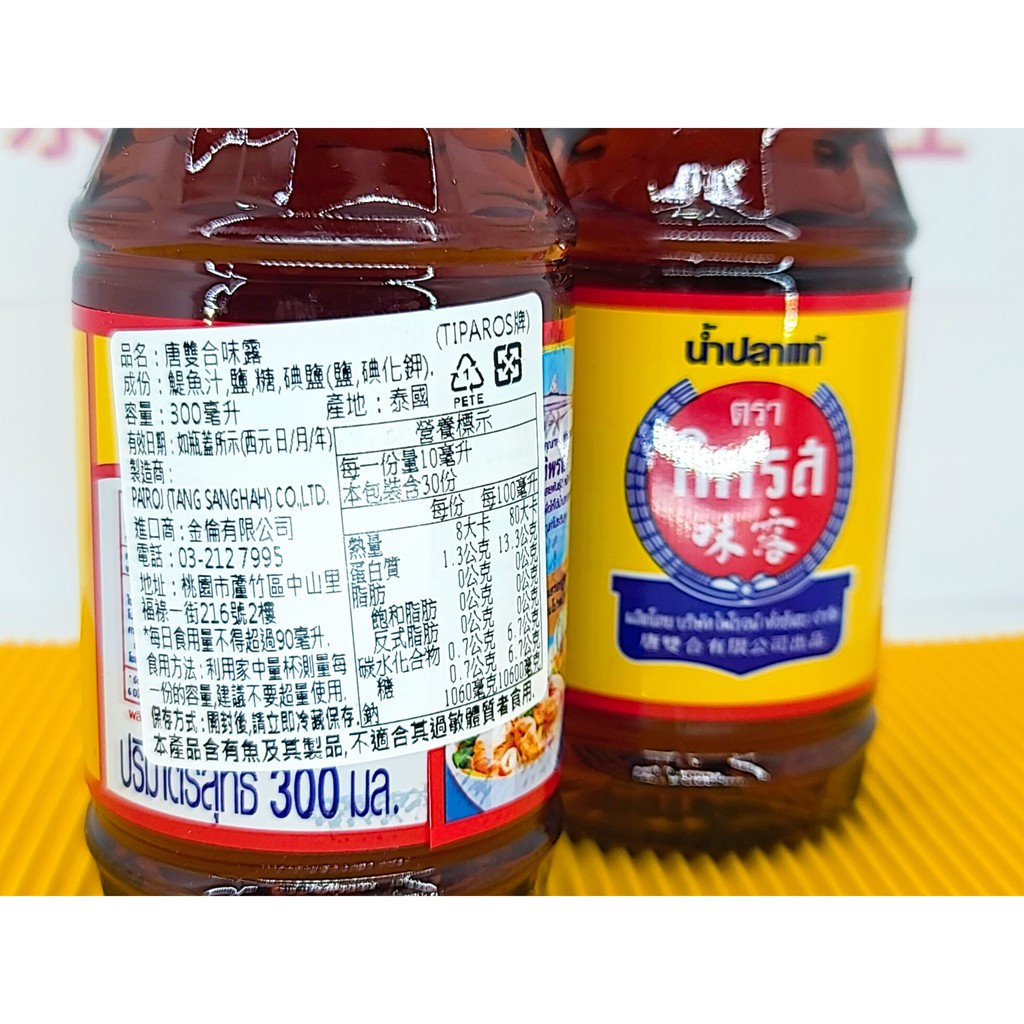 (TIPAROS牌)
品名：唐雙合味露
成份：鯷魚汁,鹽,糖,碘鹽(鹽,碘化鉀).
容量：300毫升 產地：泰國
PETE
有效日期：如瓶蓋所示(西元 日/月/年)
製造商：
PAIROJ (TANG SANGHAH) CO.,LTD.
進口商：金倫有限公司
電話：03-212 7995
地址：桃園市蘆竹區中山里
福祿一街216號2樓
*每日食用量不得超過90毫升.
食用方法：利用家中量杯測量每
一份的容量,建議不要超量使用.
保存方式：開封後,請立即冷藏保存.
本產品含有魚及其製品,不適合其過敏體質者食用.
營養標示
每一份量10毫升
本包裝含30份
每份 每100毫升
熱量 8大卡 80大卡
蛋白質 1.3公克 13.3公克
脂肪 0公克 0公克
飽和脂肪 0公克 0公克
反式脂肪 0公克 0公克
碳水化合物 0.7公克 6.7公克
糖 0.7公克 6.7公克
鈉 1060毫克 10600毫克
ปริมาตรสุทธิ 300 มล.
น้ำปลาแท้
ตรา
ทิพรส
味露
唐雙合有限公司出品